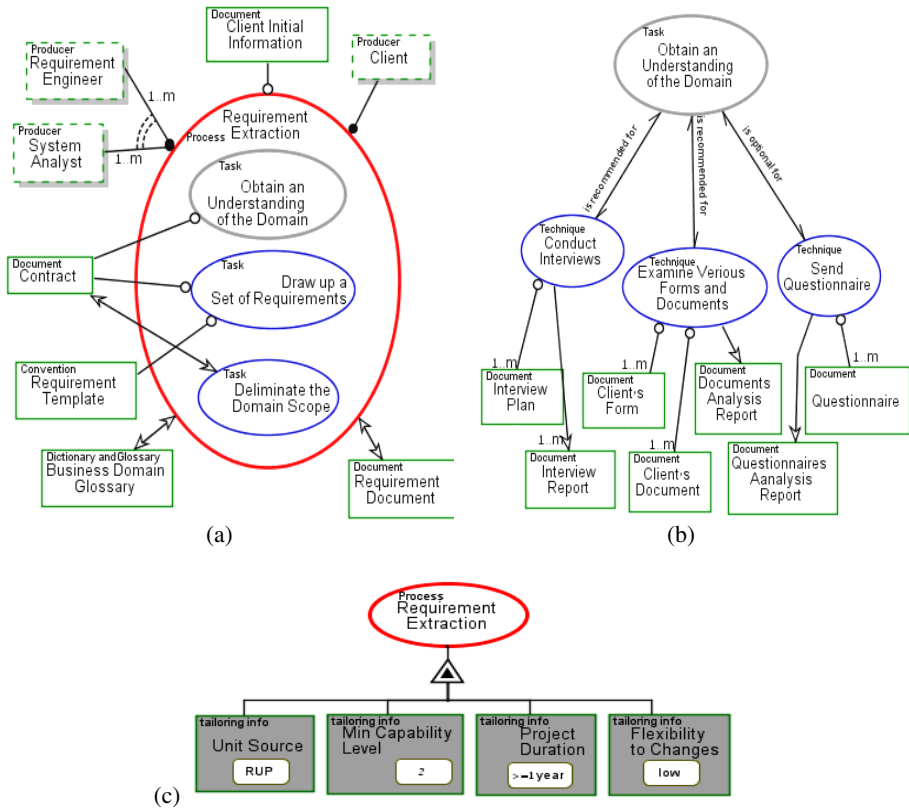 Document
Client Initial
Information
Producer
Requirement
Engineer
Producer
Client
1..m
Producer
System
Analyst
1..m
Requirement
Extraction
Process
Task
Obtain an
Understanding
of the Domain
Document
Contract
Task
Draw up a
Set of Requirements
Convention
Requirement
Template
Task
Deliminate the
Domain Scope
Dictionary and Glossary
Business Domain
Glossary
Document
Requirement
Document
(a)
Task
Obtain an
Understanding
of the Domain
is recommended for
is recommended for
is optional for
Technique
Conduct
Interviews
Technique
Examine Verious
Forms and
Documents
Technique
Send
Questionnaire
1..m
Document
Interview
Plan
1..m
Document
Client's
Form
Document
Documents
Analysis
Report
1..m
Document
Questionnaire
1..m
Document
Interview
Report
1..m
Document
Client's
Document
Document
Questionnaires
Aanalysis
Report
(b)
Process
Requirement
Extraction
tailoring info
Unit Source
RUP
tailoring info
Min Capability
Level
2
tailoring info
Project
Duration
>=1year
tailoring info
Flexibility
to Changes
low
(c)